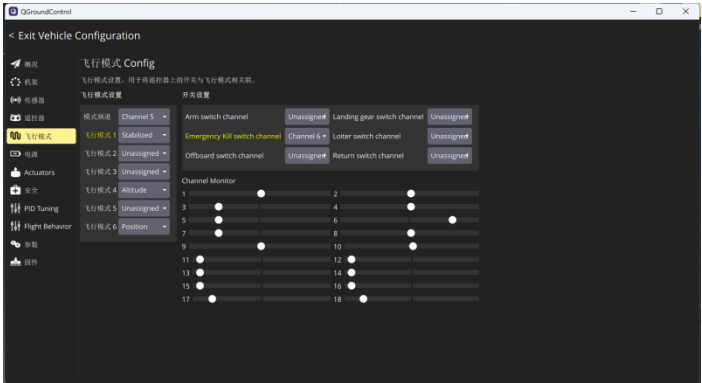 QGroundControl
< Exit Vehicle Configuration
概况
机架
传感器
遥控器
飞行模式
电源
Actuators
安全
PID Tuning
Flight Behavior
参数
固件
飞行模式 Config
飞行模式设置，用于将遥控器上的开关与飞行模式相关联。
飞行模式设置
模式频道 Channel 5
飞行模式 1 Stabilized
飞行模式 2 Unassigned
飞行模式 3 Unassigned
飞行模式 4 Altitude
飞行模式 5 Unassigned
飞行模式 6 Position
开关设置
Arm switch channel Unassigned Landing gear switch channel Unassigned
Emergency Kill switch channel Channel 6 Loiter switch channel Unassigned
Offboard switch channel Unassigned Return switch channel Unassigned
Channel Monitor
1 2
3 4
5 6
7 8
9 10
11 12
13 14
15 16
17 18